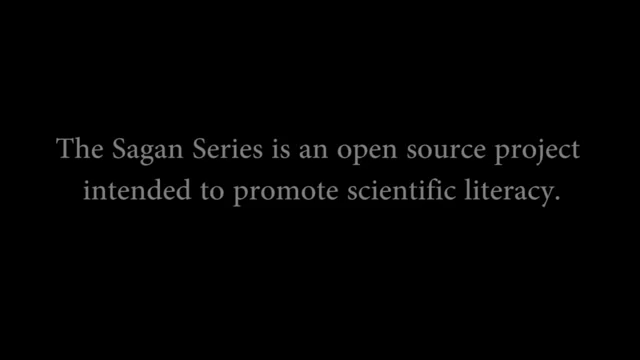 The Sagan Series is an open source project
intended to promote scientific literacy.